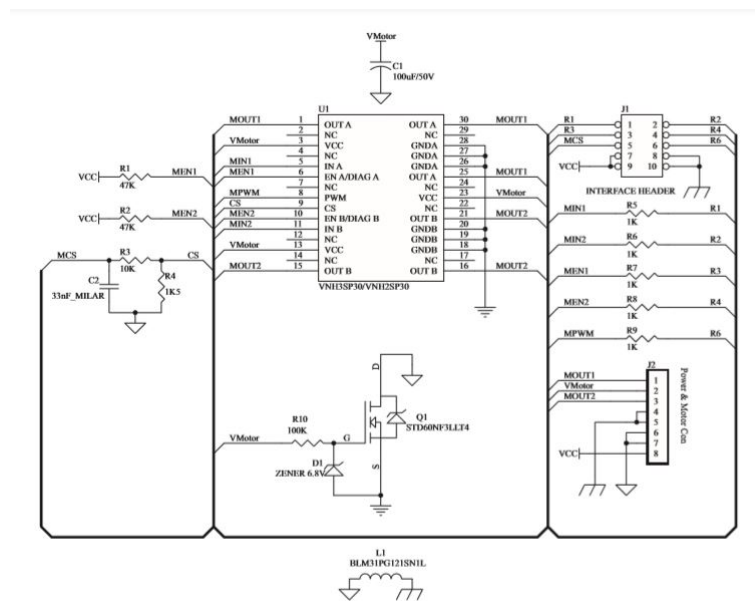 VMotor
C1
100uF/50V
U1
MOUT1 1 OUT A OUT A 30 MOUT1
2 NC NC 29
VMotor 3 VCC GNDA 28
4 NC GNDA 27
MIN1 5 IN A GNDA 26
MEN1 6 EN A/DIAG A OUT A 25 MOUT1
7 NC NC 24
MPWM 8 PWM VCC 23 VMotor
CS 9 CS NC 22
MEN2 10 EN B/DIAG B OUT B 21 MOUT2
MIN2 11 IN B GNDB 20
12 NC GNDB 19
VMotor 13 VCC GNDB 18
14 NC NC 17
MOUT2 15 OUT B OUT B 16 MOUT2
VNH3SP30/VNH2SP30
VCC R1 MEN1
47K
VCC R2 MEN2
47K
MCS R3 CS
10K
C2 R4
33nF_MILAR 1K5
J1
R1 1 2 R2
R3 3 4 R4
MCS 5 6 R6
7 8
VCC 9 10
INTERFACE HEADER
MIN1 R5 R1
1K
MIN2 R6 R2
1K
MEN1 R7 R3
1K
MEN2 R8 R4
1K
MPWM R9 R6
1K
J2
MOUT1 1
VMotor 2
MOUT2 3
4
5
6
7
VCC 8
Power & Motor Con
D
R10
100K
VMotor G
Q1
STD60NF3LLT4
D1
ZENER 6.8V
S
L1
BLM31PG121SN1L